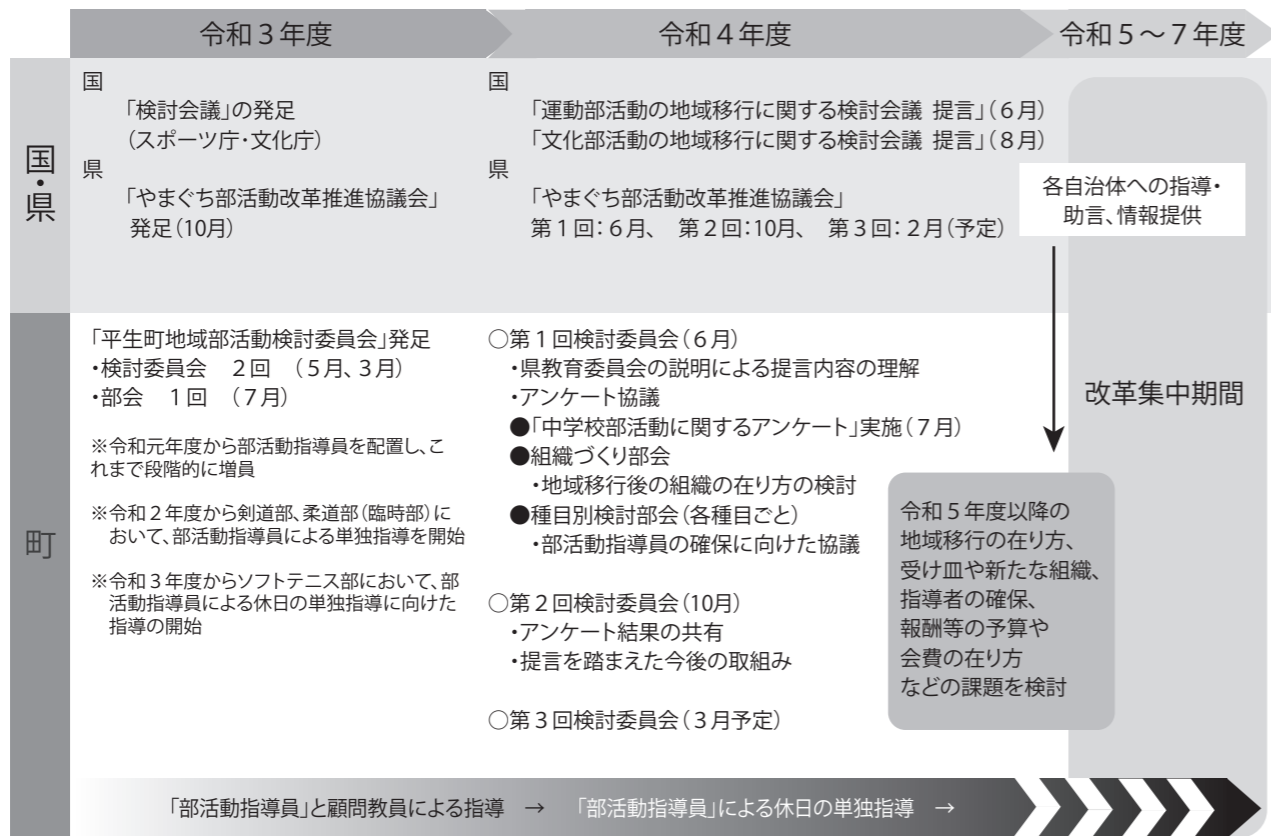 令和３年度
令和４年度
令和５～７年度
国・県
国
「検討会議」の発足
（スポーツ庁・文化庁）
県
「やまぐち部活動改革推進協議会」
発足（10月）
国
「運動部活動の地域移行に関する検討会議 提言」（６月）
「文化部活動の地域移行に関する検討会議 提言」（８月）
県
「やまぐち部活動改革推進協議会」
第１回：６月、 第２回：10月、 第３回：２月（予定）
各自治体への指導・
助言、情報提供
町
「平生町地域部活動検討委員会」発足
・検討委員会 ２回 （５月、３月）
・部会 １回 （７月）
※令和元年度から部活動指導員を配置し、こ
れまで段階的に増員
※令和２年度から剣道部、柔道部（臨時部）に
おいて、部活動指導員による単独指導を開始
※令和３年度からソフトテニス部において、部
活動指導員による休日の単独指導に向けた
指導の開始
○第１回検討委員会（６月）
・県教育委員会の説明による提言内容の理解
・アンケート協議
●「中学校部活動に関するアンケート」実施（７月）
●組織づくり部会
・地域移行後の組織の在り方の検討
●種目別検討部会（各種目ごと）
・部活動指導員の確保に向けた協議
○第２回検討委員会（10月）
・アンケート結果の共有
・提言を踏まえた今後の取組み
○第３回検討委員会（３月予定）
改革集中期間
令和５年度以降の
地域移行の在り方、
受け皿や新たな組織、
指導者の確保、
報酬等の予算や
会費の在り方
などの課題を検討
「部活動指導員」と顧問教員による指導 → 「部活動指導員」による休日の単独指導 →